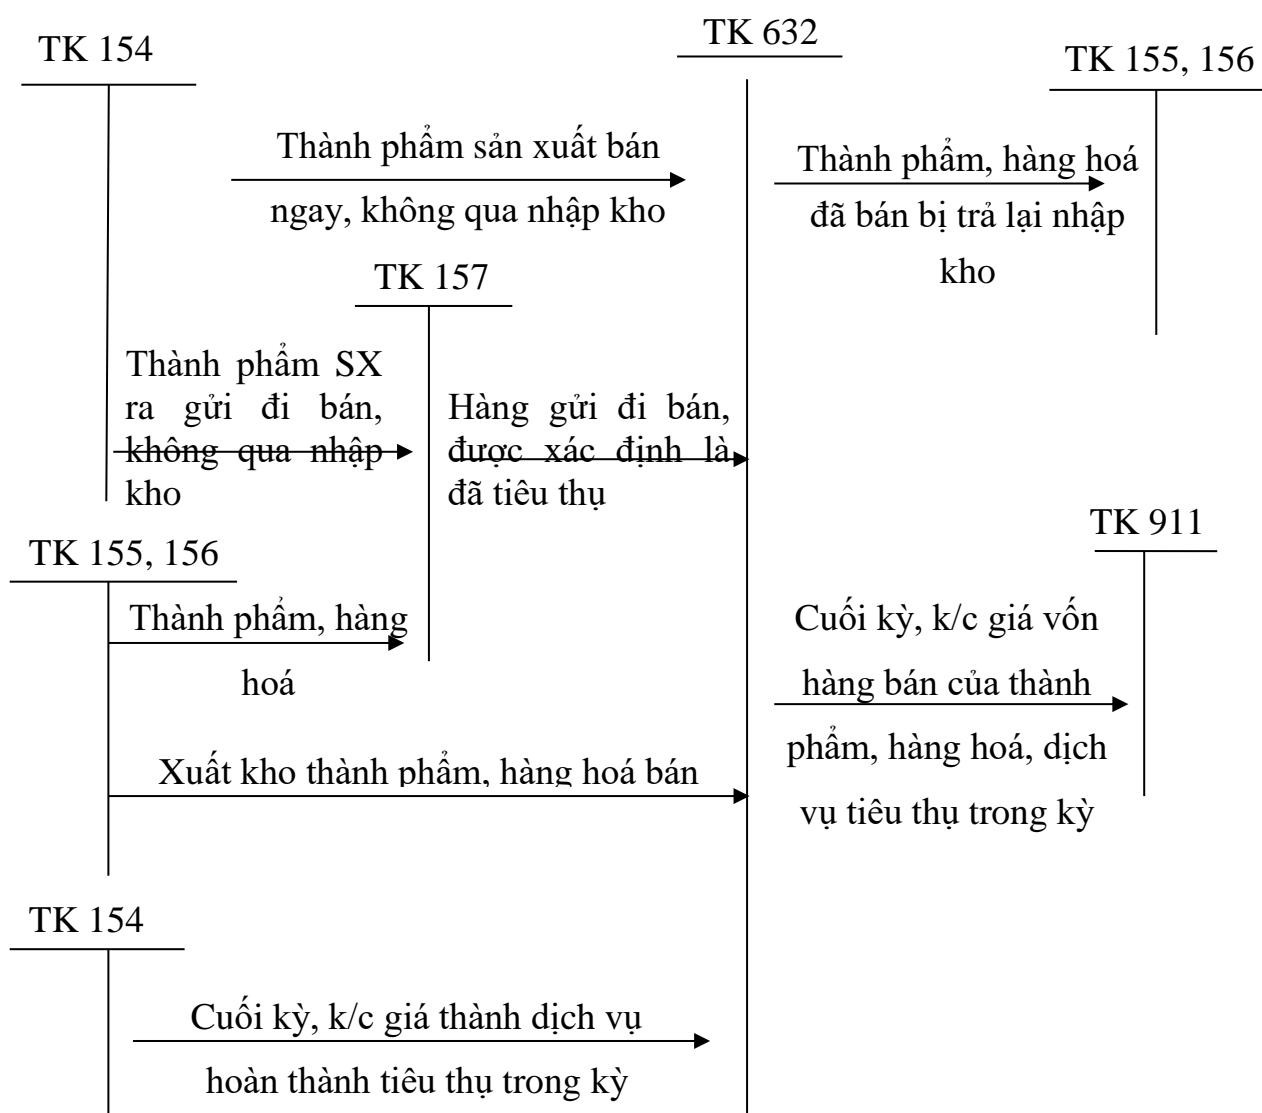 TK 154
TK 632
TK 155, 156
Thành phẩm sản xuất bán
ngay, không qua nhập kho
Thành phẩm, hàng hoá
đã bán bị trả lại nhập
kho
TK 157
Thành phẩm SX
ra gửi đi bán,
không qua nhập
kho
Hàng gửi đi bán,
được xác định là
đã tiêu thụ
TK 911
TK 155, 156
Thành phẩm, hàng
hoá
Cuối kỳ, k/c giá vốn
hàng bán của thành
phẩm, hàng hoá, dịch
vụ tiêu thụ trong kỳ
Xuất kho thành phẩm, hàng hoá bán
TK 154
Cuối kỳ, k/c giá thành dịch vụ
hoàn thành tiêu thụ trong kỳ